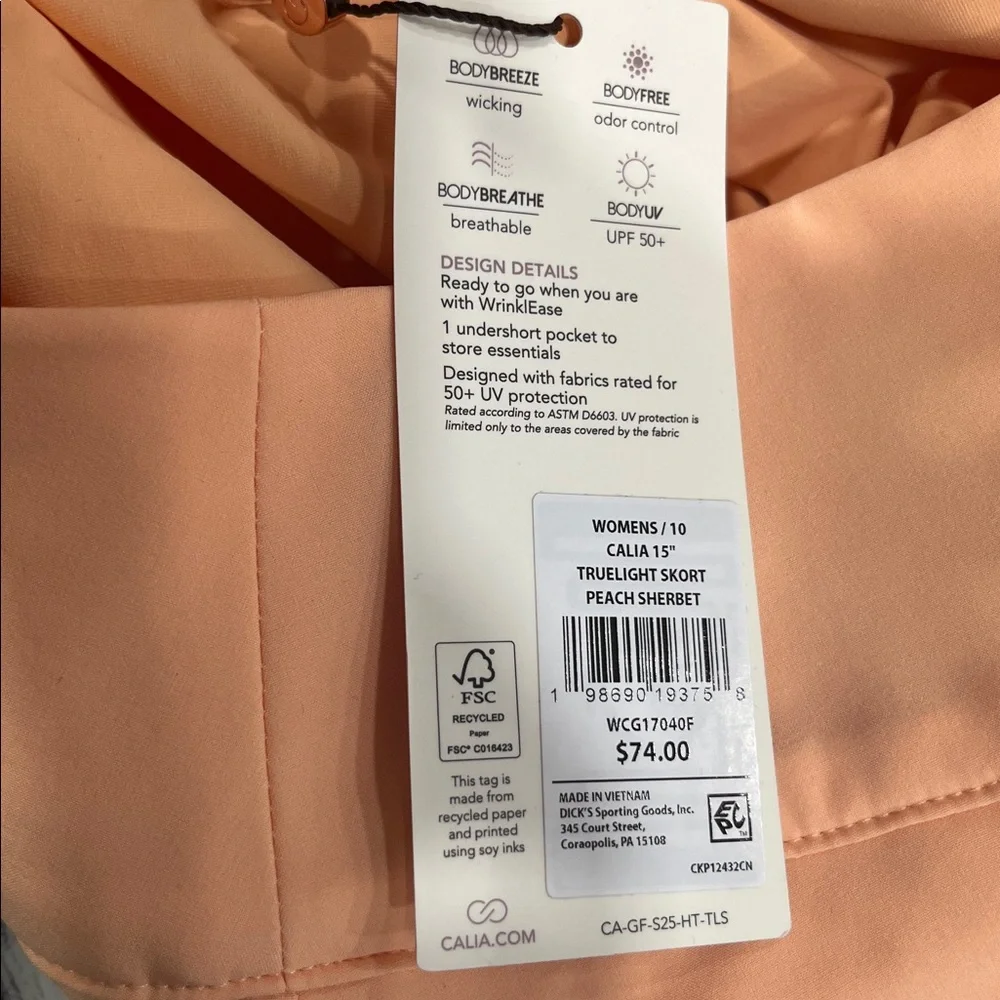 BODYBREEZE
wicking
BODYFREE
odor control
BODYBREATHE
breathable
BODYUV
UPF 50+
DESIGN DETAILS
Ready to go when you are
with WrinklEase
1 undershort pocket to
store essentials
Designed with fabrics rated for
50+ UV protection
Rated according to ASTM D6603. UV protection is
limited only to the areas covered by the fabric
WOMENS / 10
CALIA 15"
TRUELIGHT SKORT
PEACH SHERBET
1 98690 19375 8
WCG17040F
$74.00
MADE IN VIETNAM
DICK'S Sporting Goods, Inc.
345 Court Street,
Coraopolis, PA 15108
EPC™
CKP12432CN
FSC
RECYCLED
Paper
FSC® C016423
This tag is
made from
recycled paper
and printed
using soy inks
CALIA.COM
CA-GF-S25-HT-TLS